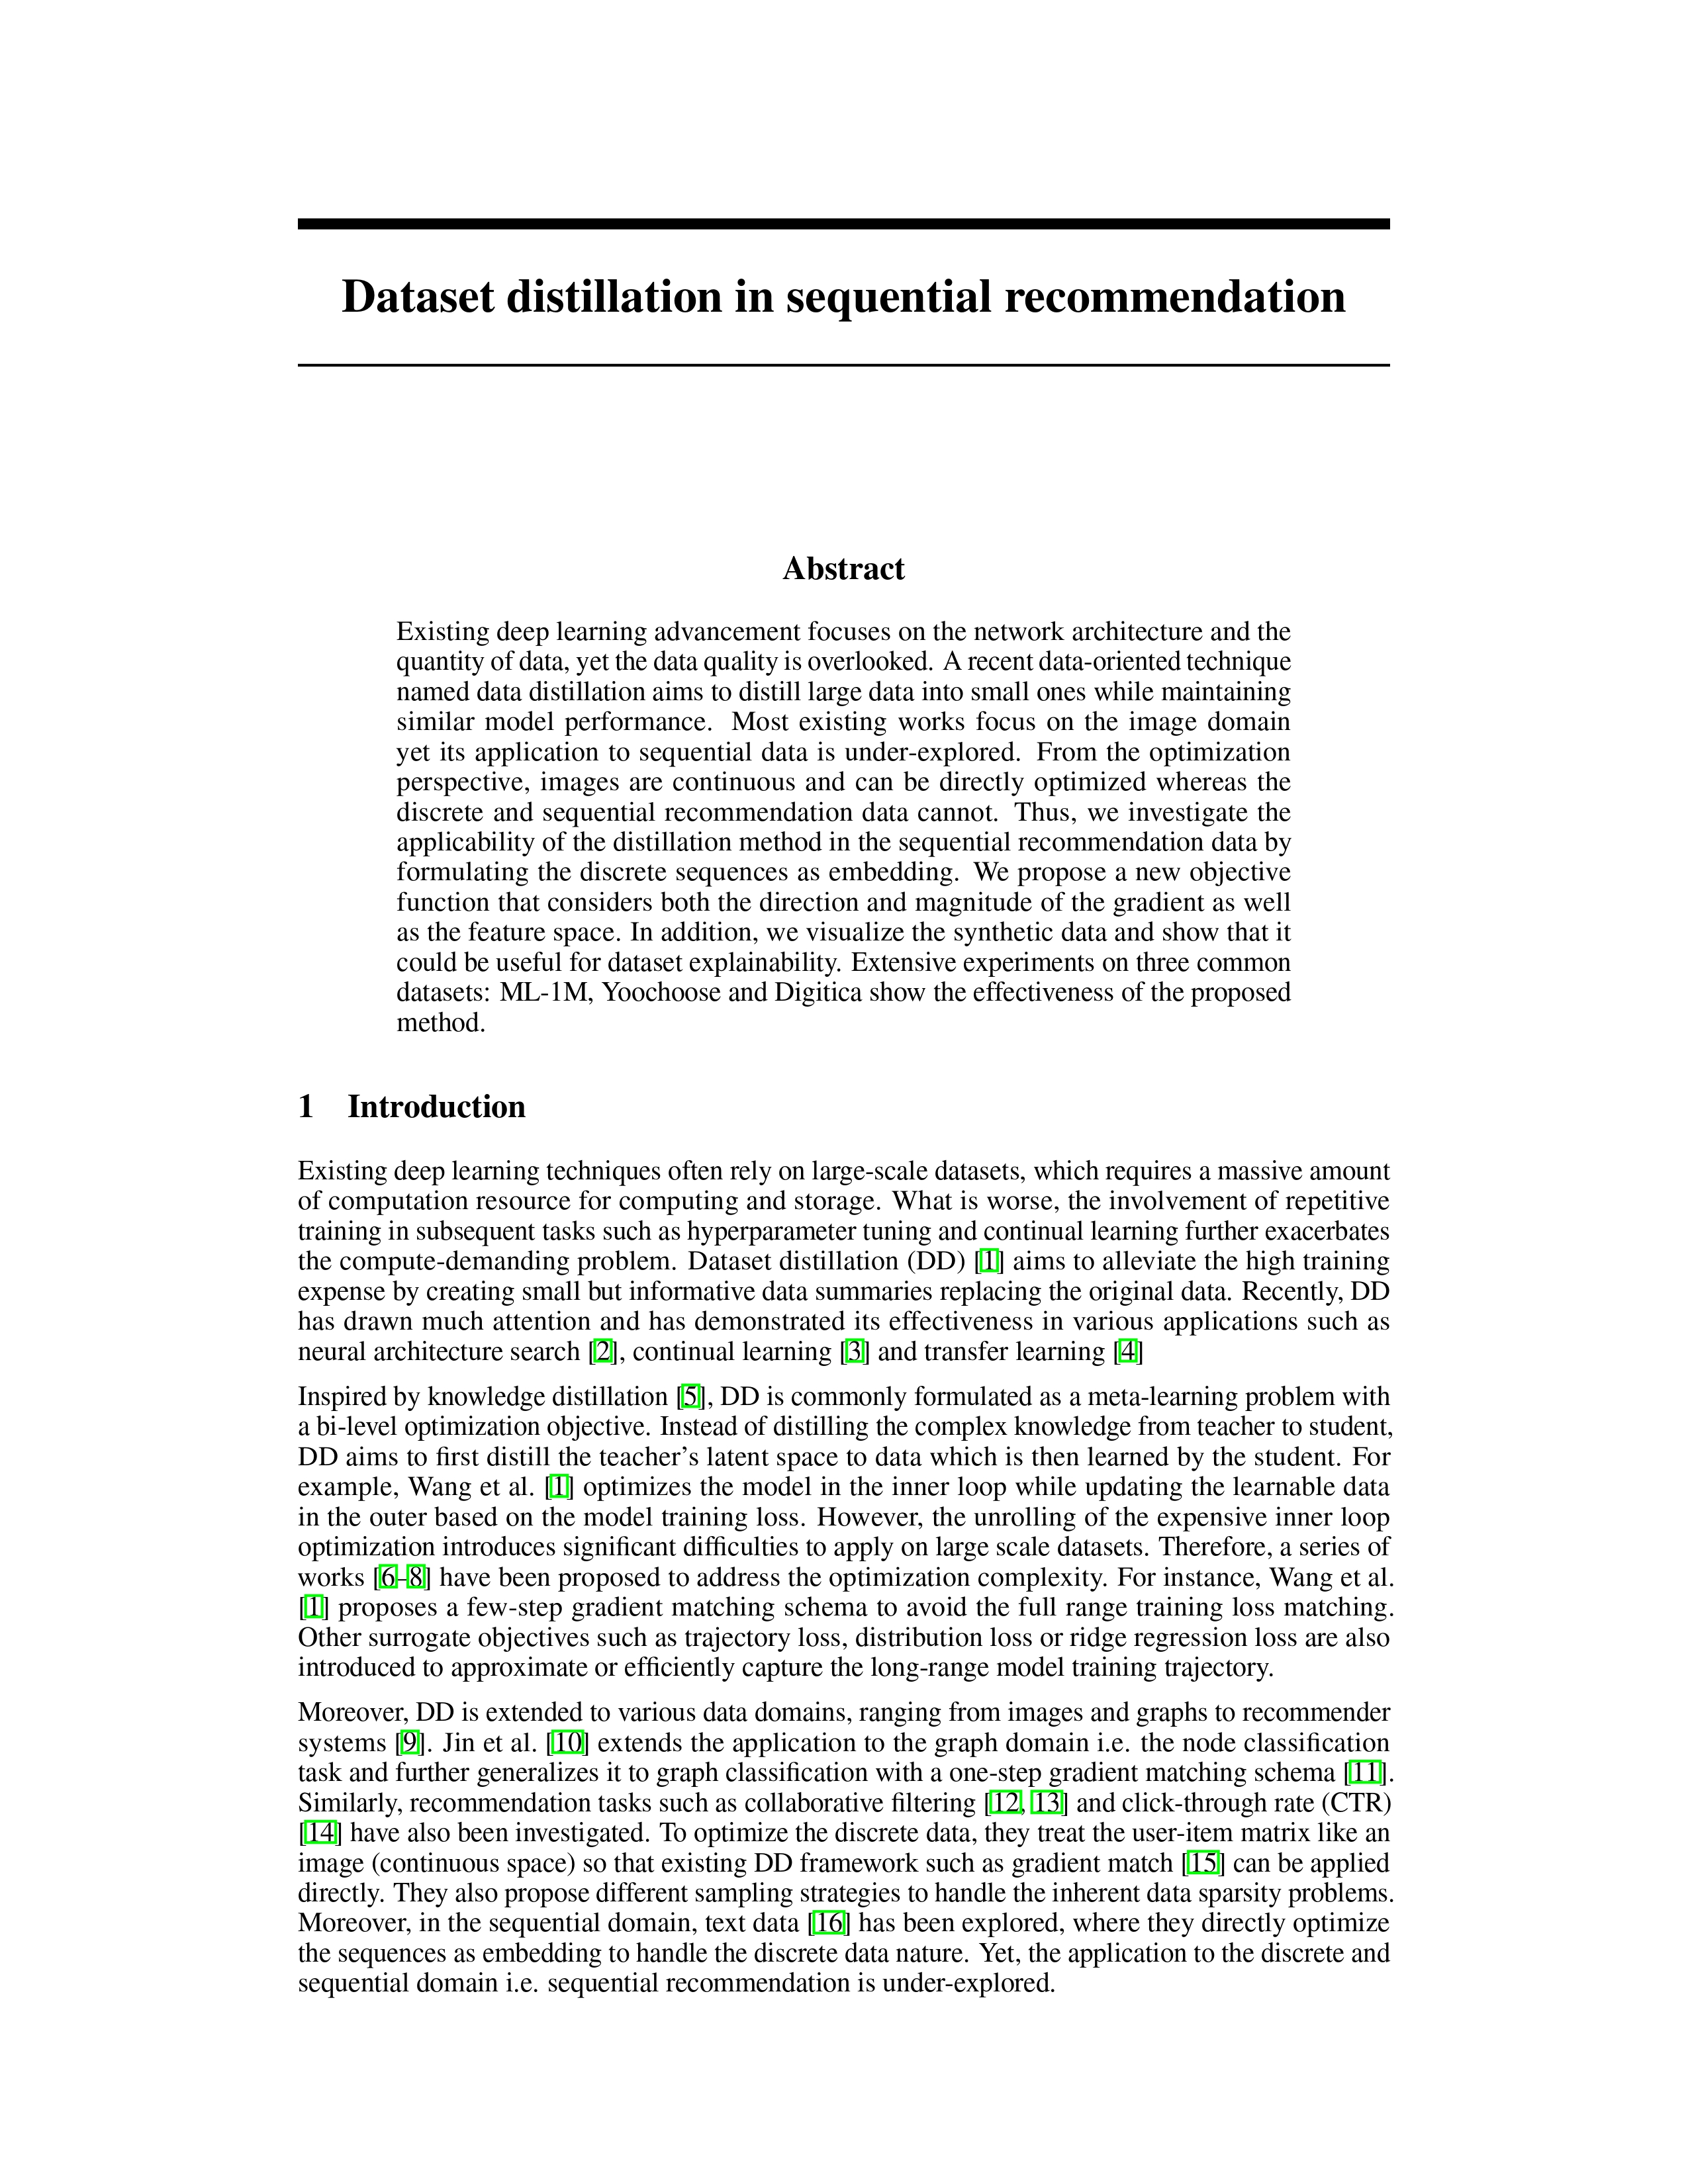 Dataset distillation in sequential recommendation
Abstract
Existing deep learning advancement focuses on the network architecture and the
quantity of data, yet the data quality is overlooked. A recent data-oriented technique
named data distillation aims to distill large data into small ones while maintaining
similar model performance. Most existing works focus on the image domain
yet its application to sequential data is under-explored. From the optimization
perspective, images are continuous and can be directly optimized whereas the
discrete and sequential recommendation data cannot. Thus, we investigate the
applicability of the distillation method in the sequential recommendation data by
formulating the discrete sequences as embedding. We propose a new objective
function that considers both the direction and magnitude of the gradient as well
as the feature space. In addition, we visualize the synthetic data and show that it
could be useful for dataset explainability. Extensive experiments on three common
datasets: ML-1M, Yoochoose and Digitica show the effectiveness of the proposed
method.
1 Introduction
Existing deep learning techniques often rely on large-scale datasets, which requires a massive amount
of computation resource for computing and storage. What is worse, the involvement of repetitive
training in subsequent tasks such as hyperparameter tuning and continual learning further exacerbates
the compute-demanding problem. Dataset distillation (DD) [1] aims to alleviate the high training
expense by creating small but informative data summaries replacing the original data. Recently, DD
has drawn much attention and has demonstrated its effectiveness in various applications such as
neural architecture search [2], continual learning [3] and transfer learning [4]
Inspired by knowledge distillation [5], DD is commonly formulated as a meta-learning problem with
a bi-level optimization objective. Instead of distilling the complex knowledge from teacher to student,
DD aims to first distill the teacher's latent space to data which is then learned by the student. For
example, Wang et al. [1] optimizes the model in the inner loop while updating the learnable data
in the outer based on the model training loss. However, the unrolling of the expensive inner loop
optimization introduces significant difficulties to apply on large scale datasets. Therefore, a series of
works [6–8] have been proposed to address the optimization complexity. For instance, Wang et al.
[1] proposes a few-step gradient matching schema to avoid the full range training loss matching.
Other surrogate objectives such as trajectory loss, distribution loss or ridge regression loss are also
introduced to approximate or efficiently capture the long-range model training trajectory.
Moreover, DD is extended to various data domains, ranging from images and graphs to recommender
systems [9]. Jin et al. [10] extends the application to the graph domain i.e. the node classification
task and further generalizes it to graph classification with a one-step gradient matching schema [11].
Similarly, recommendation tasks such as collaborative filtering [12, 13] and click-through rate (CTR)
[14] have also been investigated. To optimize the discrete data, they treat the user-item matrix like an
image (continuous space) so that existing DD framework such as gradient match [15] can be applied
directly. They also propose different sampling strategies to handle the inherent data sparsity problems.
Moreover, in the sequential domain, text data [16] has been explored, where they directly optimize
the sequences as embedding to handle the discrete data nature. Yet, the application to the discrete and
sequential domain i.e. sequential recommendation is under-explored.